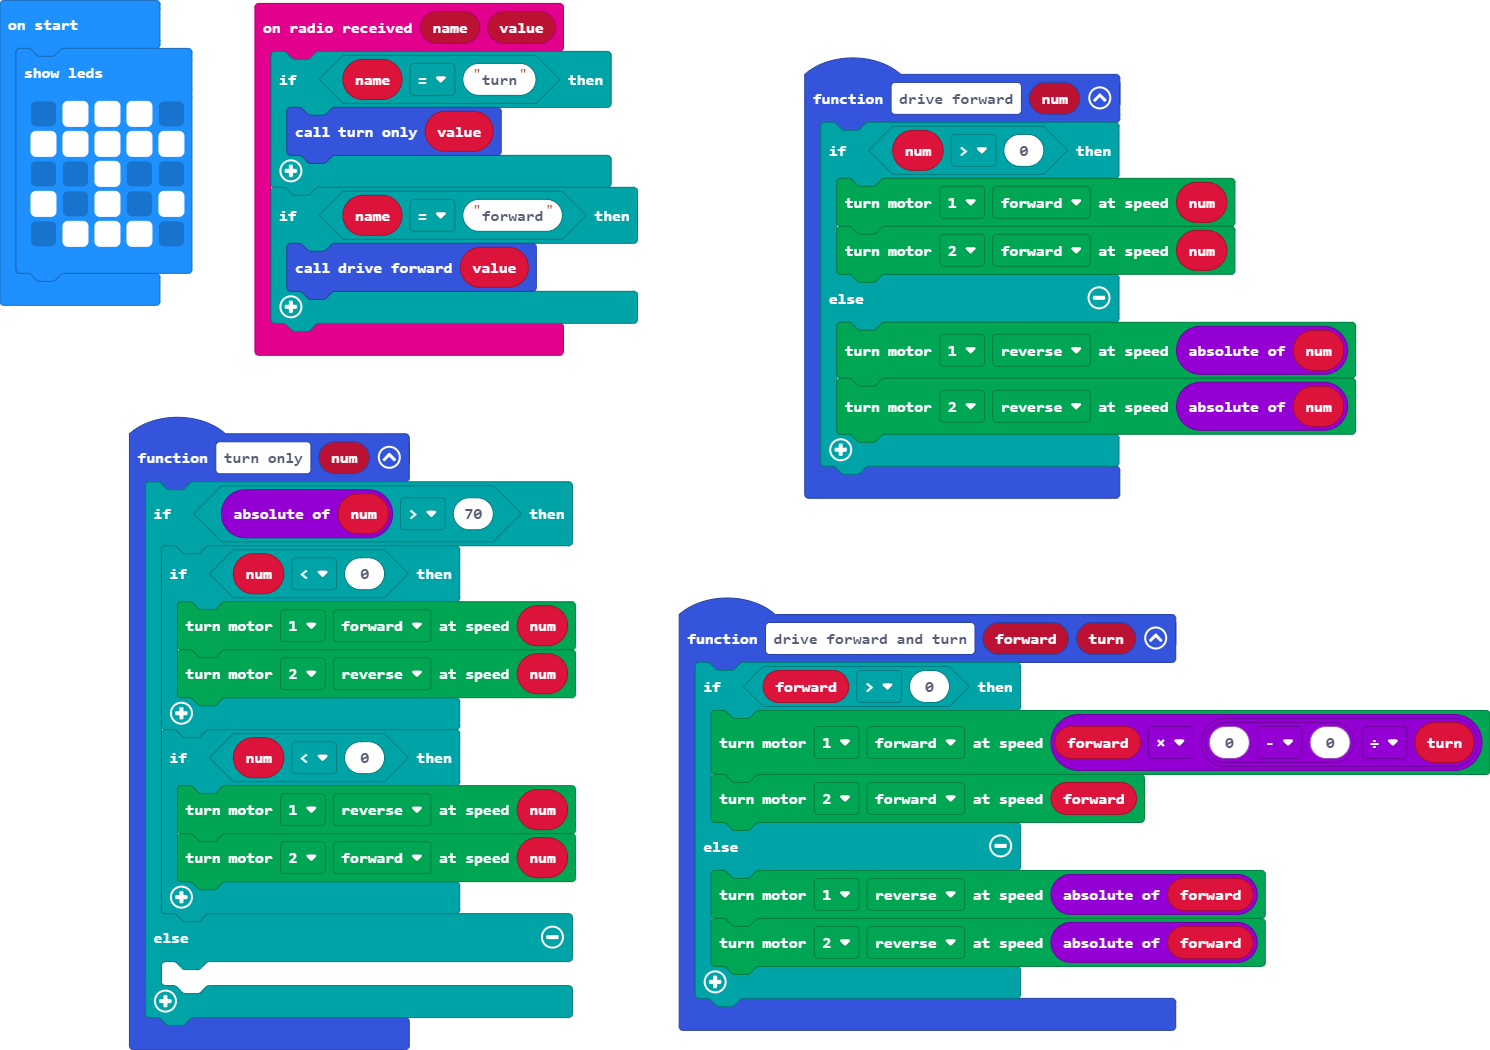 on start
show leds
on radio received name value
if name = "turn" then
call turn only value
if name = "forward" then
call drive forward value
function drive forward num
if num > 0 then
turn motor 1 forward at speed num
turn motor 2 forward at speed num
else
turn motor 1 reverse at speed absolute of num
turn motor 2 reverse at speed absolute of num
function turn only num
if absolute of num > 70 then
if num < 0 then
turn motor 1 forward at speed num
turn motor 2 reverse at speed num
if num < 0 then
turn motor 1 reverse at speed num
turn motor 2 forward at speed num
else
function drive forward and turn forward turn
if forward > 0 then
turn motor 1 forward at speed forward × 0 - 0 ÷ turn
turn motor 2 forward at speed forward
else
turn motor 1 reverse at speed absolute of forward
turn motor 2 reverse at speed absolute of forward